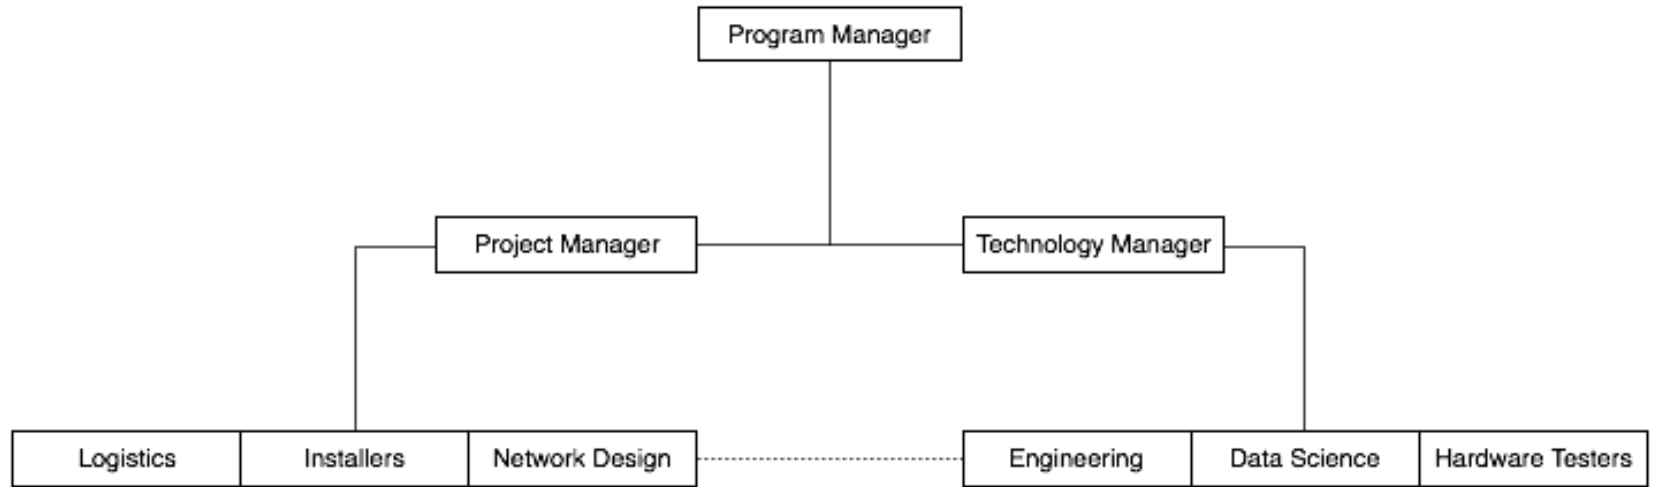 Program Manager
Project Manager
Technology Manager
Logistics
Installers
Network Design
Engineering
Data Science
Hardware Testers